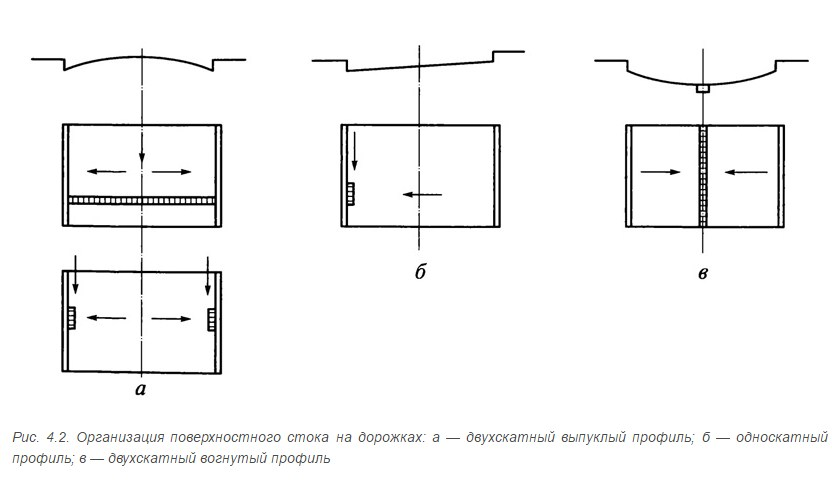 а
б
в
Рис. 4.2. Организация поверхностного стока на дорожках: а — двухскатный выпуклый профиль; б — односкатный
профиль; в — двухскатный вогнутый профиль